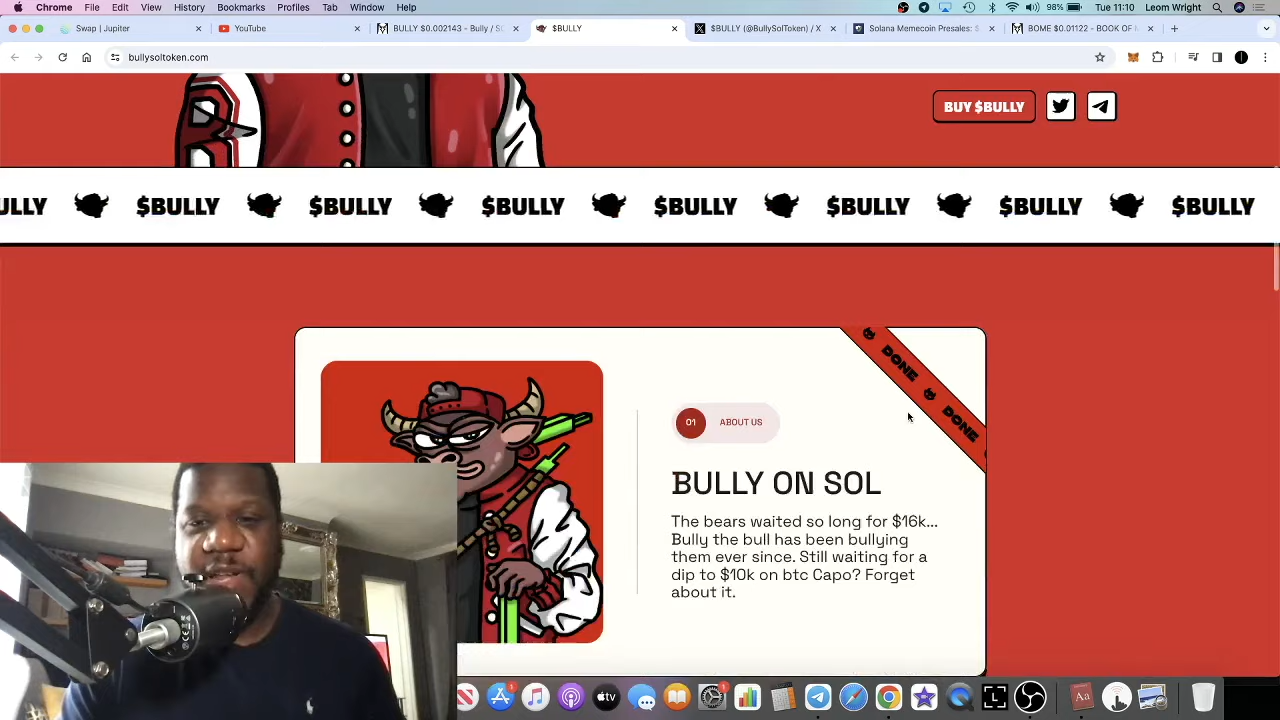 Chrome File Edit View History Bookmarks Profiles Tab Window Help
98% Tue 11:10 Leom Wright
Swap | Jupiter
YouTube
BULLY $0.002143 - Bully / S
$BULLY
$BULLY (@BullySolToken) / X
Solana Memecoin Presales:
BOME $0.01122 - BOOK OF
bullysoltoken.com
BUY $BULLY
ULLY $BULLY $BULLY $BULLY $BULLY $BULLY $BULLY $BULLY
DONE DONE
01 ABOUT US
BULLY ON SOL
The bears waited so long for $16k...
Bully the bull has been bullying
them ever since. Still waiting for a
dip to $10k on btc Capo? Forget
about it.